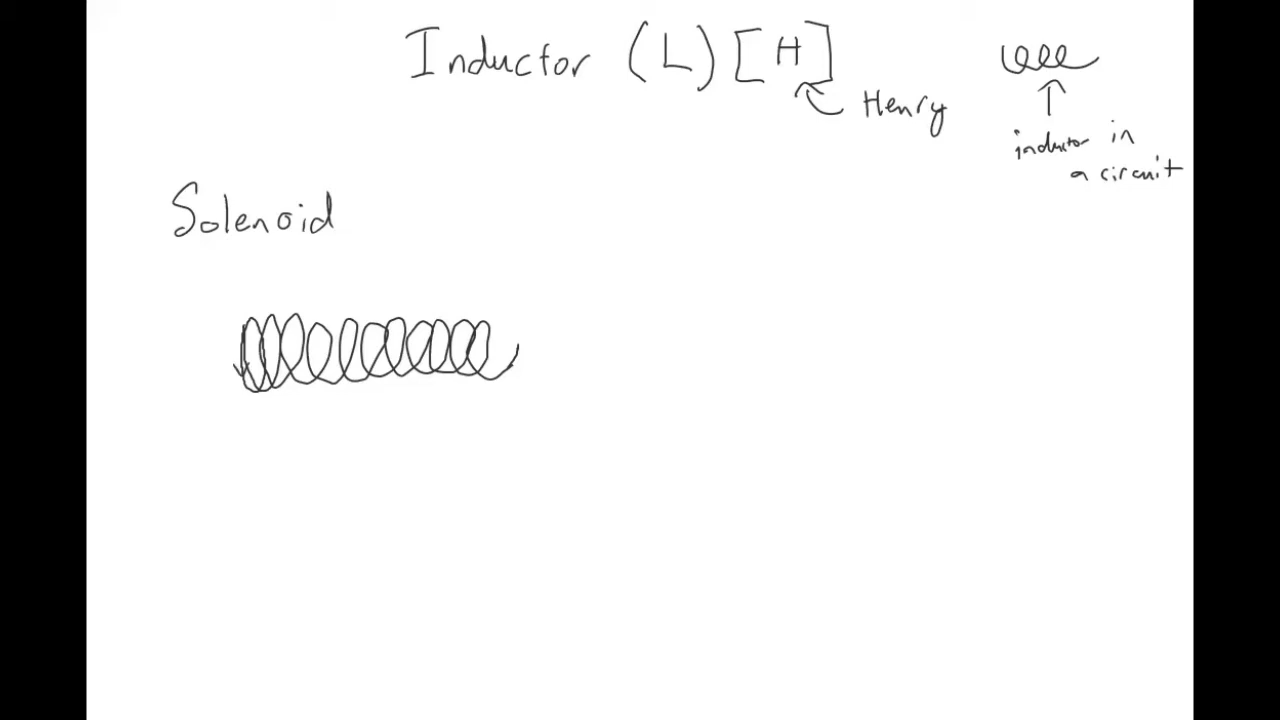 Inductor (L) [H]
Henry
inductor in
a circuit
Solenoid